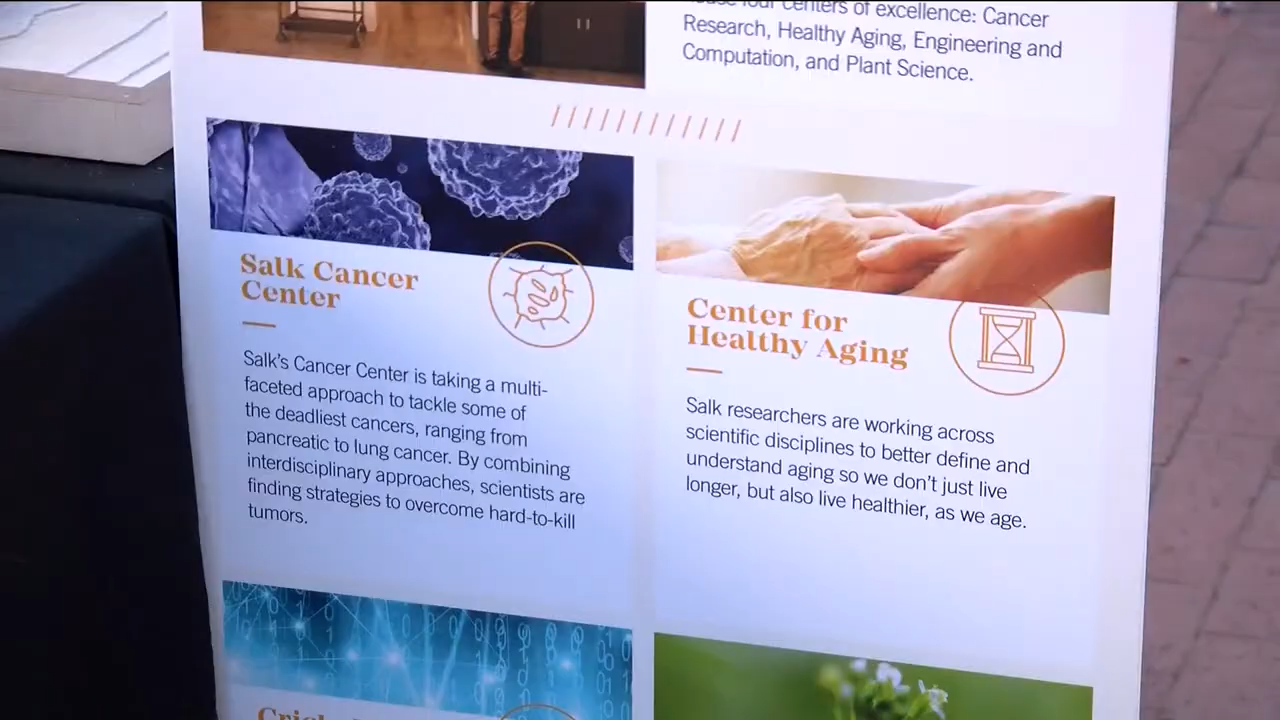 centers of excellence: Cancer
Research, Healthy Aging, Engineering and
Computation, and Plant Science.
Salk Cancer
Center
Salk's Cancer Center is taking a multi-
faceted approach to tackle some of
the deadliest cancers, ranging from
pancreatic to lung cancer. By combining
interdisciplinary approaches, scientists are
finding strategies to overcome hard-to-kill
tumors.
Center for
Healthy Aging
Salk researchers are working across
scientific disciplines to better define and
understand aging so we don't just live
longer, but also live healthier, as we age.